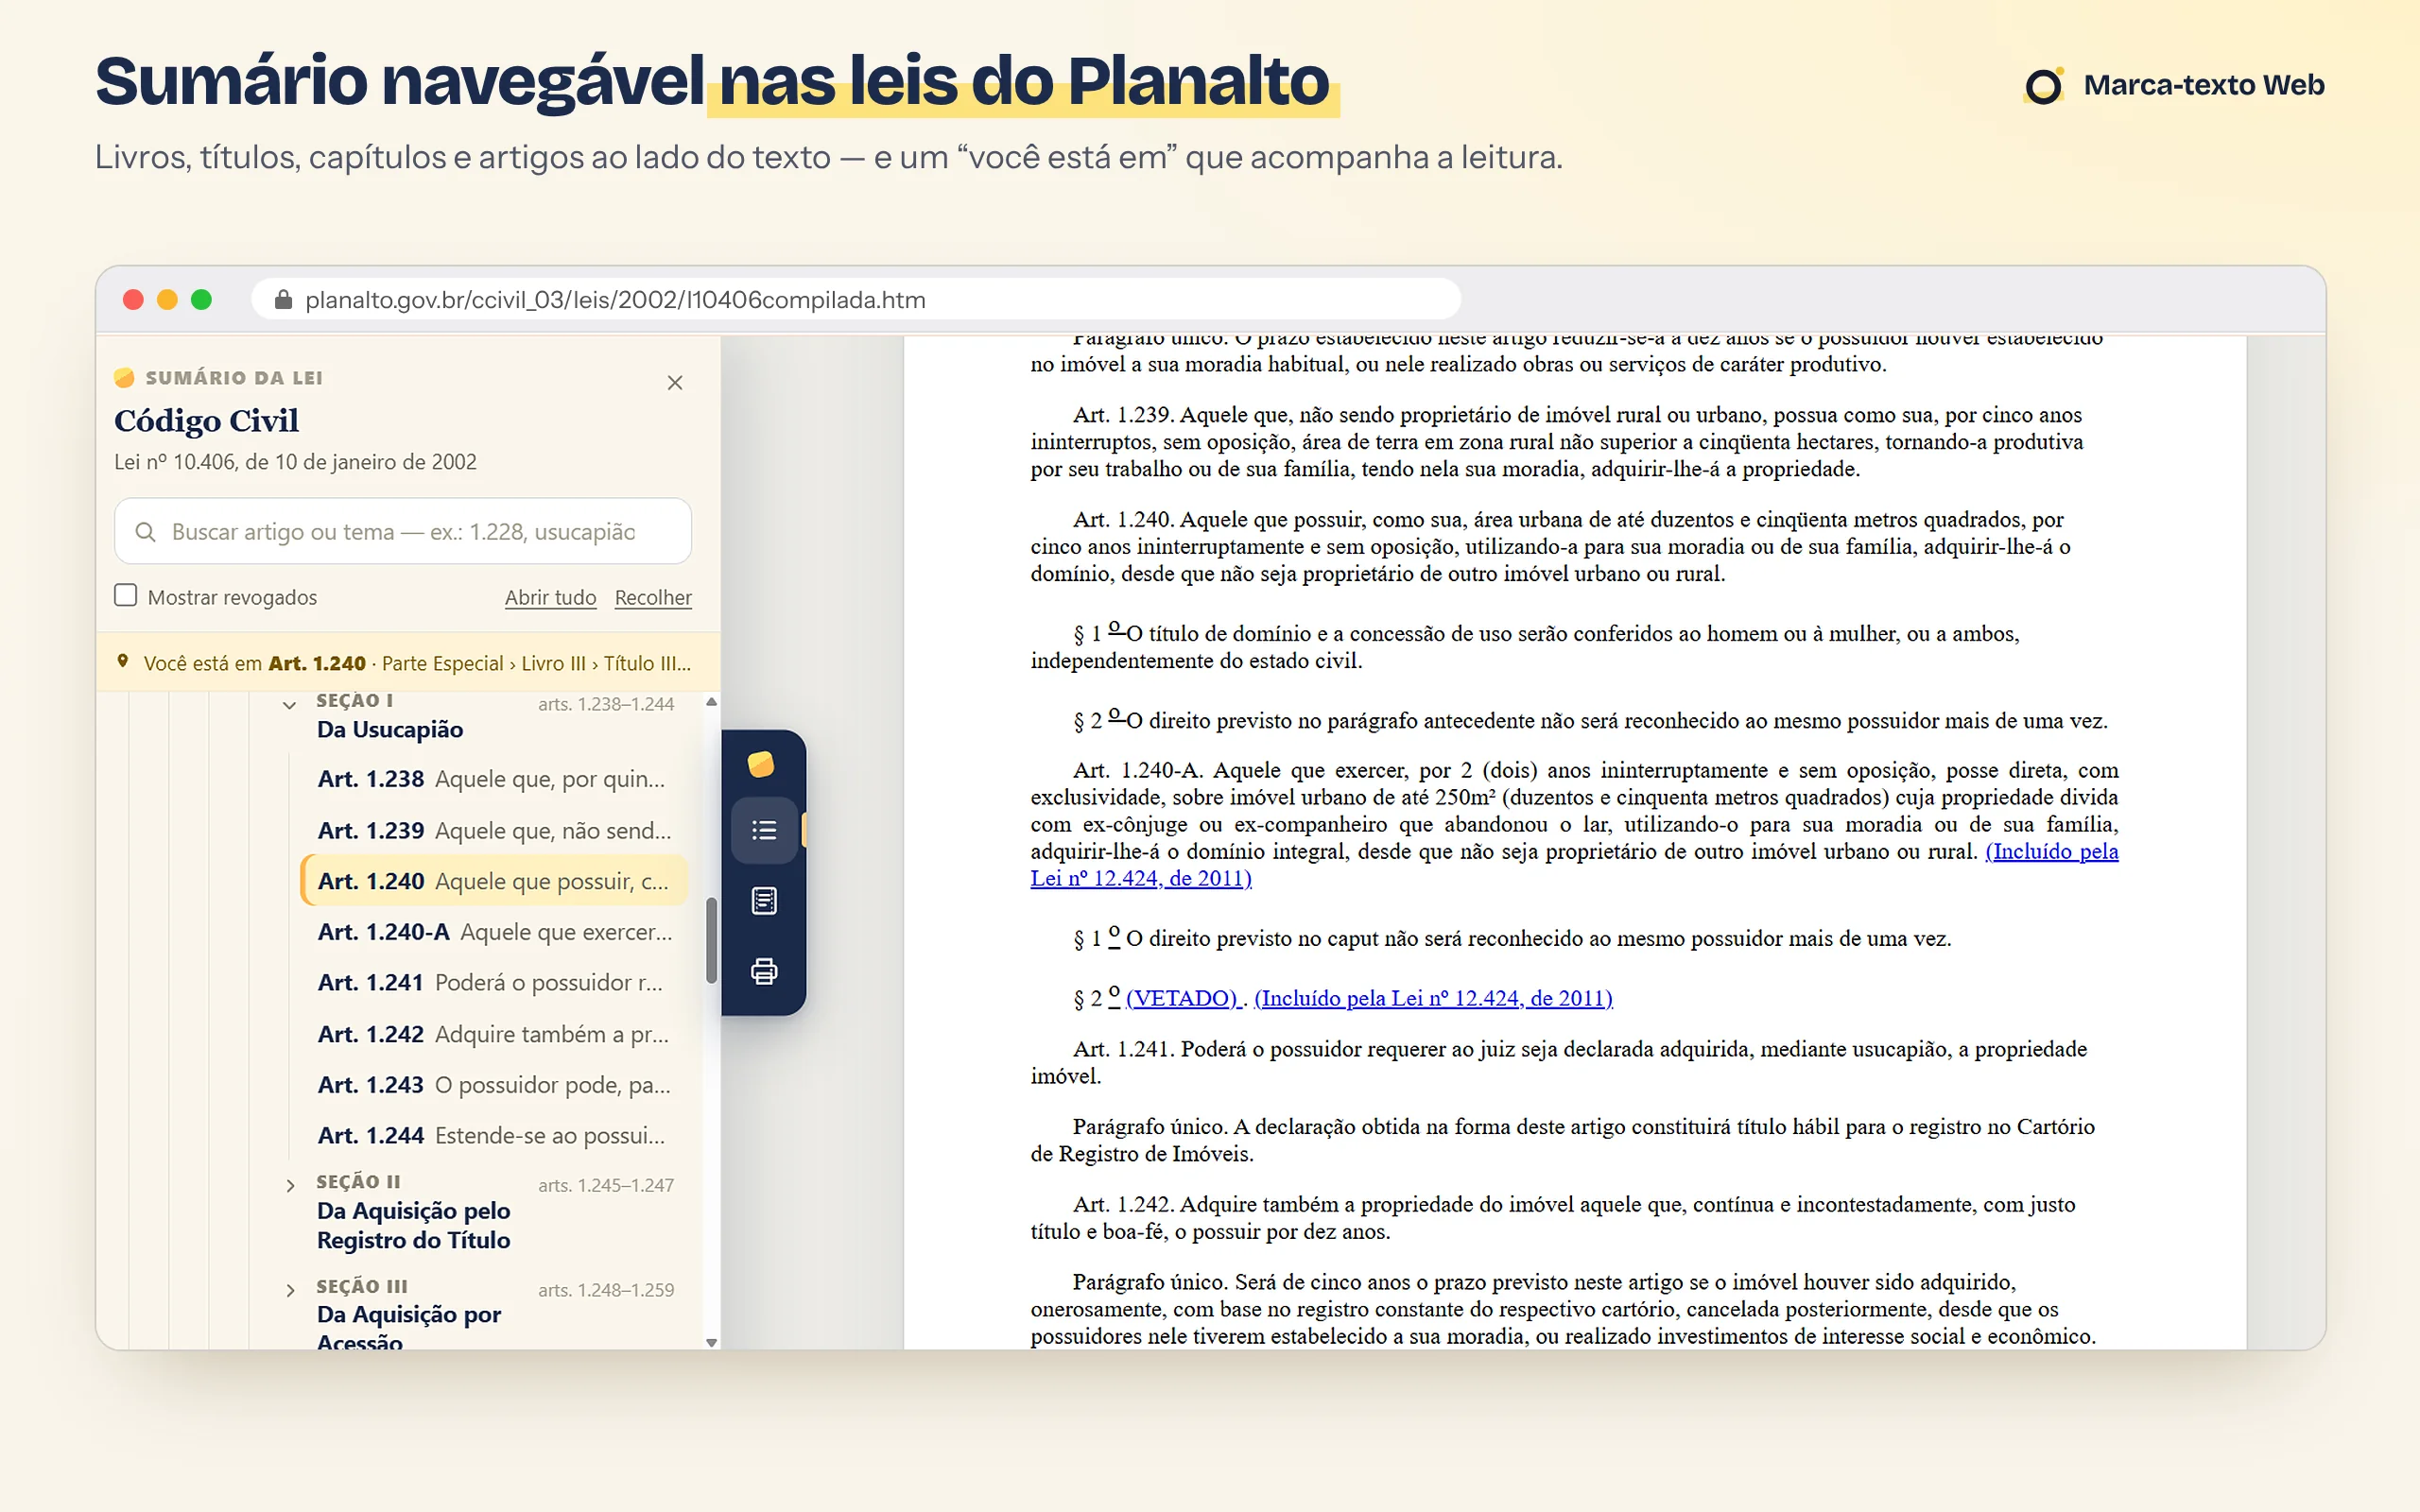 Sumário navegável nas leis do Planalto
Marca-texto Web
Livros, títulos, capítulos e artigos ao lado do texto — e um “você está em” que acompanha a leitura.
planalto.gov.br/ccivil_03/leis/2002/l10406compilada.htm
SUMÁRIO DA LEI
Código Civil
Lei nº 10.406, de 10 de janeiro de 2002
Buscar artigo ou tema — ex.: 1.228, usucapião
Mostrar revogados
Abrir tudo Recolher
Você está em Art. 1.240 · Parte Especial › Livro III › Título III...
SEÇÃO I arts. 1.238–1.244
Da Usucapião
Art. 1.238 Aquele que, por quin...
Art. 1.239 Aquele que, não send...
Art. 1.240 Aquele que possuir, c...
Art. 1.240-A Aquele que exercer...
Art. 1.241 Poderá o possuidor r...
Art. 1.242 Adquire também a pr...
Art. 1.243 O possuidor pode, pa...
Art. 1.244 Estende-se ao possui...
SEÇÃO II arts. 1.245–1.247
Da Aquisição pelo
Registro do Título
SEÇÃO III arts. 1.248–1.259
Da Aquisição por
Acessão
Parágrafo único. O prazo estabelecido neste artigo reduzir-se-á a dez anos se o possuidor houver estabelecido
no imóvel a sua moradia habitual, ou nele realizado obras ou serviços de caráter produtivo.
Art. 1.239. Aquele que, não sendo proprietário de imóvel rural ou urbano, possua como sua, por cinco anos
ininterruptos, sem oposição, área de terra em zona rural não superior a cinqüenta hectares, tornando-a produtiva
por seu trabalho ou de sua família, tendo nela sua moradia, adquirir-lhe-á a propriedade.
Art. 1.240. Aquele que possuir, como sua, área urbana de até duzentos e cinqüenta metros quadrados, por
cinco anos ininterruptamente e sem oposição, utilizando-a para sua moradia ou de sua família, adquirir-lhe-á o
domínio, desde que não seja proprietário de outro imóvel urbano ou rural.
§ 1 o O título de domínio e a concessão de uso serão conferidos ao homem ou à mulher, ou a ambos,
independentemente do estado civil.
§ 2 o O direito previsto no parágrafo antecedente não será reconhecido ao mesmo possuidor mais de uma vez.
Art. 1.240-A. Aquele que exercer, por 2 (dois) anos ininterruptamente e sem oposição, posse direta, com
exclusividade, sobre imóvel urbano de até 250m² (duzentos e cinquenta metros quadrados) cuja propriedade divida
com ex-cônjuge ou ex-companheiro que abandonou o lar, utilizando-o para sua moradia ou de sua família,
adquirir-lhe-á o domínio integral, desde que não seja proprietário de outro imóvel urbano ou rural. (Incluído pela
Lei nº 12.424, de 2011)
§ 1 o O direito previsto no caput não será reconhecido ao mesmo possuidor mais de uma vez.
§ 2 o (VETADO) . (Incluído pela Lei nº 12.424, de 2011)
Art. 1.241. Poderá o possuidor requerer ao juiz seja declarada adquirida, mediante usucapião, a propriedade
imóvel.
Parágrafo único. A declaração obtida na forma deste artigo constituirá título hábil para o registro no Cartório
de Registro de Imóveis.
Art. 1.242. Adquire também a propriedade do imóvel aquele que, contínua e incontestadamente, com justo
título e boa-fé, o possuir por dez anos.
Parágrafo único. Será de cinco anos o prazo previsto neste artigo se o imóvel houver sido adquirido,
onerosamente, com base no registro constante do respectivo cartório, cancelada posteriormente, desde que os
possuidores nele tiverem estabelecido a sua moradia, ou realizado investimentos de interesse social e econômico.